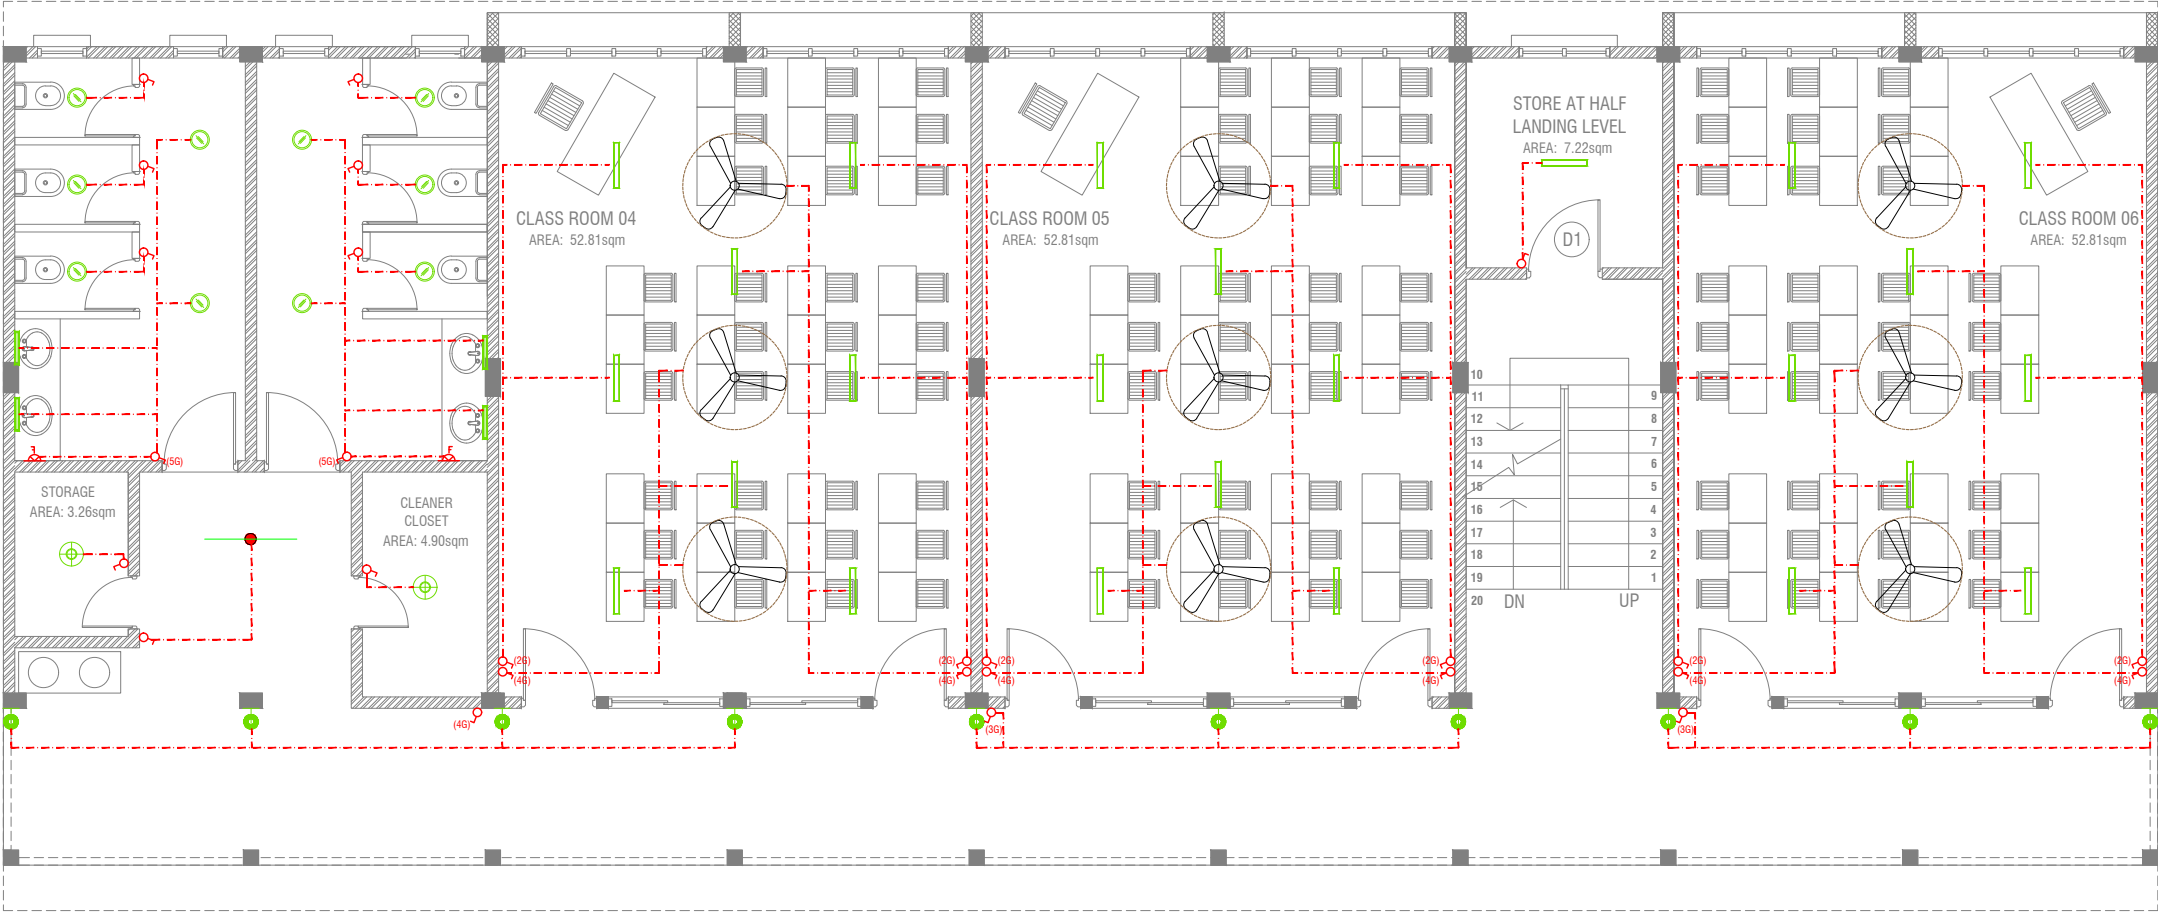 STORE AT HALF
LANDING LEVEL
AREA: 7.22sqm
CLASS ROOM 04
AREA: 52.81sqm
CLASS ROOM 05
AREA: 52.81sqm
CLASS ROOM 06
AREA: 52.81sqm
D1
10
11
12
13
14
15
16
17
18
19
20
9
8
7
6
5
4
3
2
1
DN
UP
(5G)
(5G)
STORAGE
AREA: 3.26sqm
CLEANER
CLOSET
AREA: 4.90sqm
(2G)
(4G)
(2G)
(4G)
(2G)
(4G)
(2G)
(4G)
(2G)
(4G)
(2G)
(4G)
(4G)
(3G)
(3G)